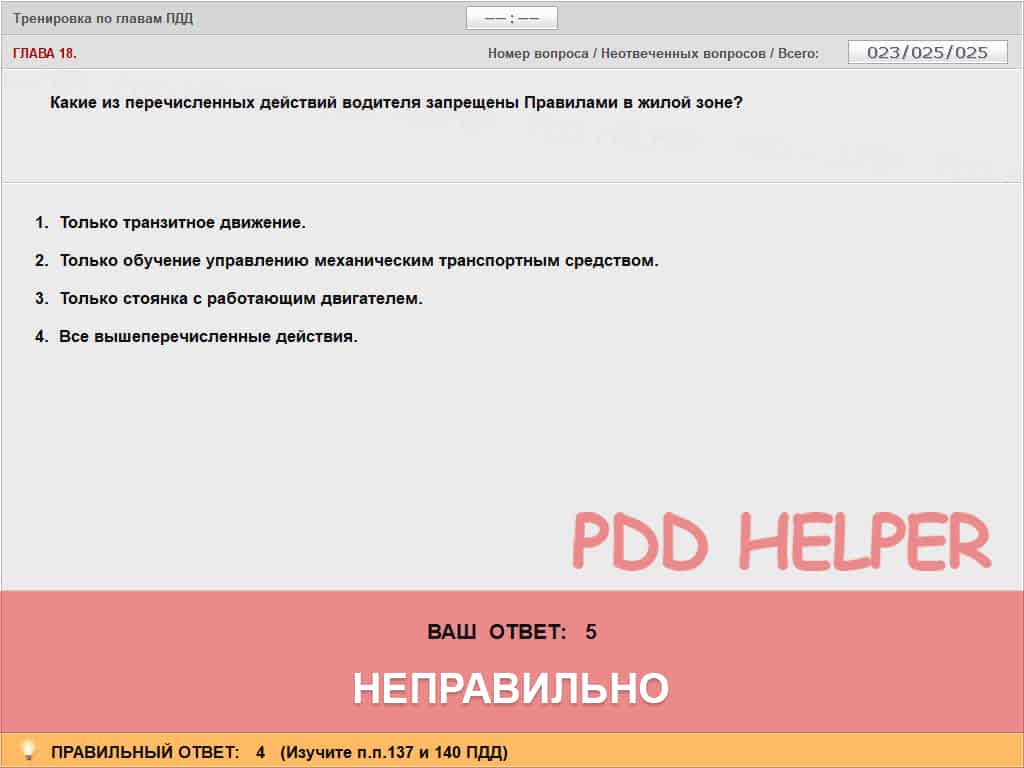 Тренировка по главам ПДД
—— : ——
ГЛАВА 18.
Номер вопроса / Неотвеченных вопросов / Всего: 023/025/025
Какие из перечисленных действий водителя запрещены Правилами в жилой зоне?
1. Только транзитное движение.
2. Только обучение управлению механическим транспортным средством.
3. Только стоянка с работающим двигателем.
4. Все вышеперечисленные действия.
PDD HELPER
ВАШ ОТВЕТ: 5
НЕПРАВИЛЬНО
ПРАВИЛЬНЫЙ ОТВЕТ: 4 (Изучите п.п.137 и 140 ПДД)